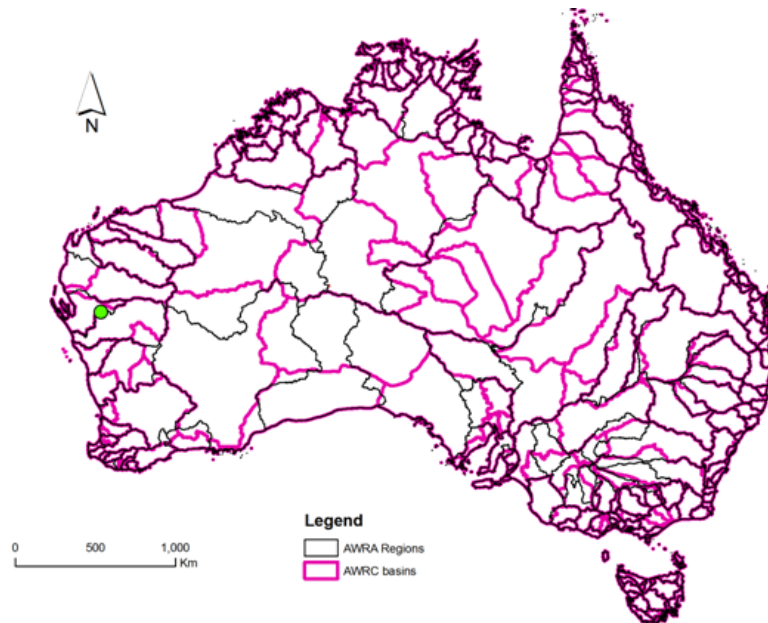 N
Legend
AWRA Regions
AWRC basins
0 500 1,000
Km